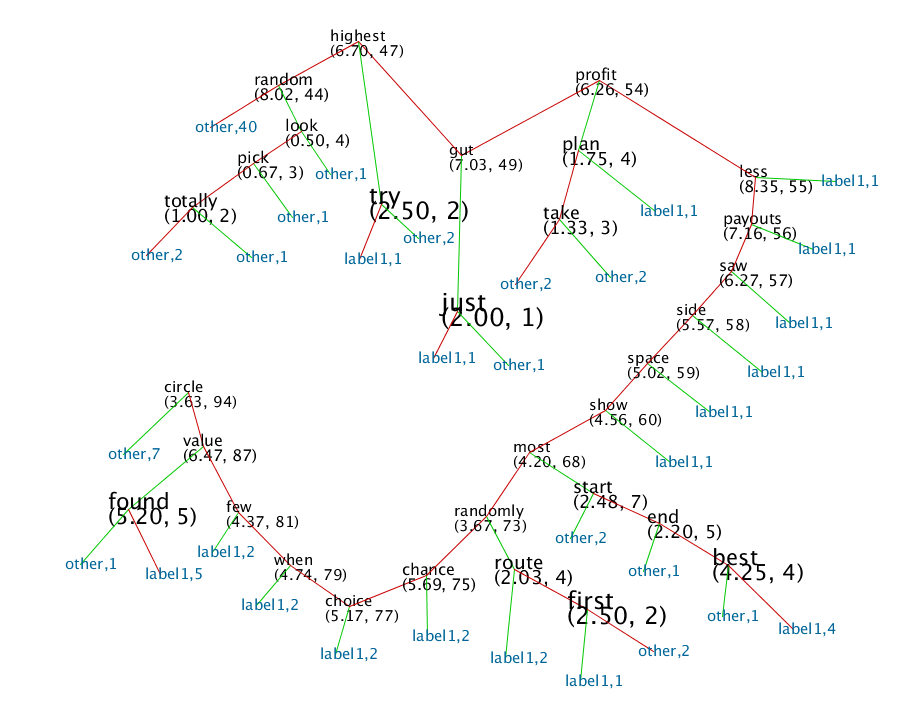 highest
(6.70, 47)
random
(8.02, 44)
profit
(6.26, 54)
other,40
look
(0.50, 4)
plan
(1.75, 4)
gut
(7.03, 49)
pick
(0.67, 3)
other,1
less
(8.35, 55)
label1,1
totally
(1.00, 2)
try
(2.50, 2)
take
(1.33, 3)
label1,1
payouts
(7.16, 56)
other,1
other,2
label1,1
other,2
other,1
label1,1
saw
(6.27, 57)
other,2
other,2
just
(2.00, 1)
side
(5.57, 58)
label1,1
label1,1
other,1
space
(5.02, 59)
label1,1
circle
(3.63, 94)
show
(4.56, 60)
label1,1
other,7
value
(6.47, 87)
most
(4.20, 68)
label1,1
found
(5.20, 5)
few
(4.37, 81)
randomly
(3.67, 73)
start
(2.48, 7)
end
(2.20, 5)
other,2
label1,2
other,1
label1,5
when
(4.74, 79)
chance
(5.69, 75)
route
(2.03, 4)
other,1
best
(4.25, 4)
label1,2
choice
(5.17, 77)
first
(2.50, 2)
other,1
label1,4
label1,2
label1,2
label1,2
other,2
label1,1